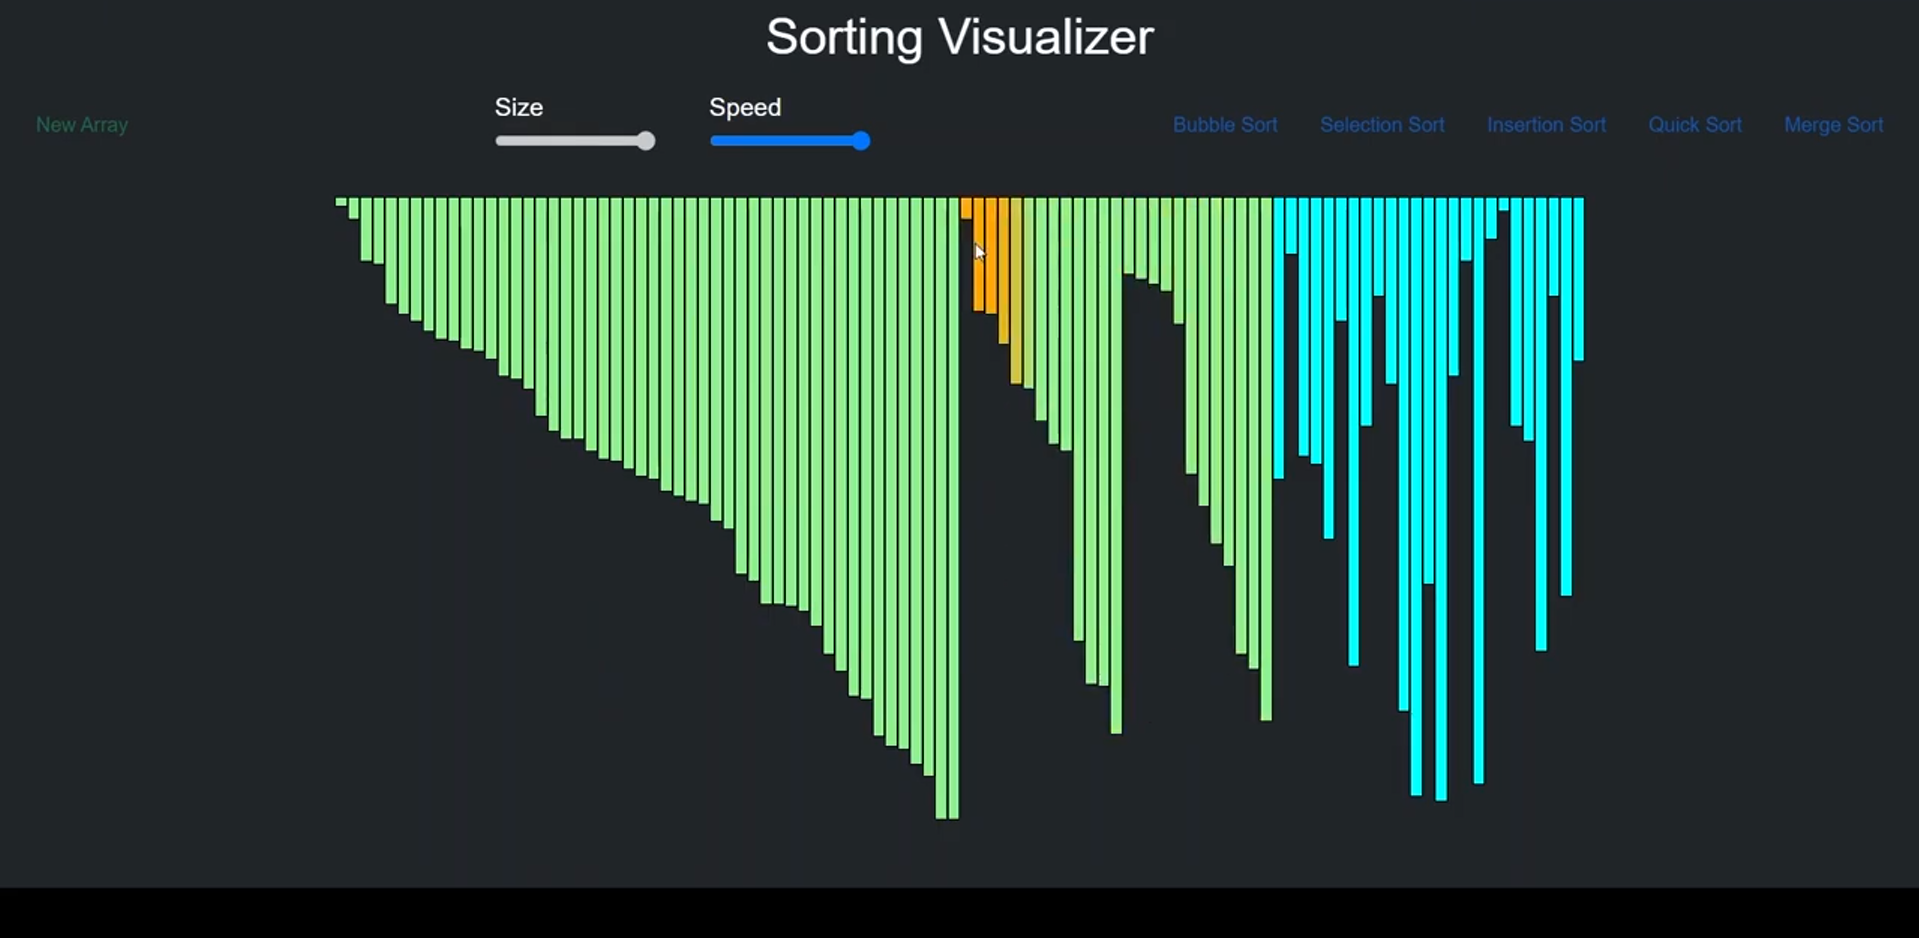 Sorting Visualizer
New Array
Size
Speed
Bubble Sort
Selection Sort
Insertion Sort
Quick Sort
Merge Sort